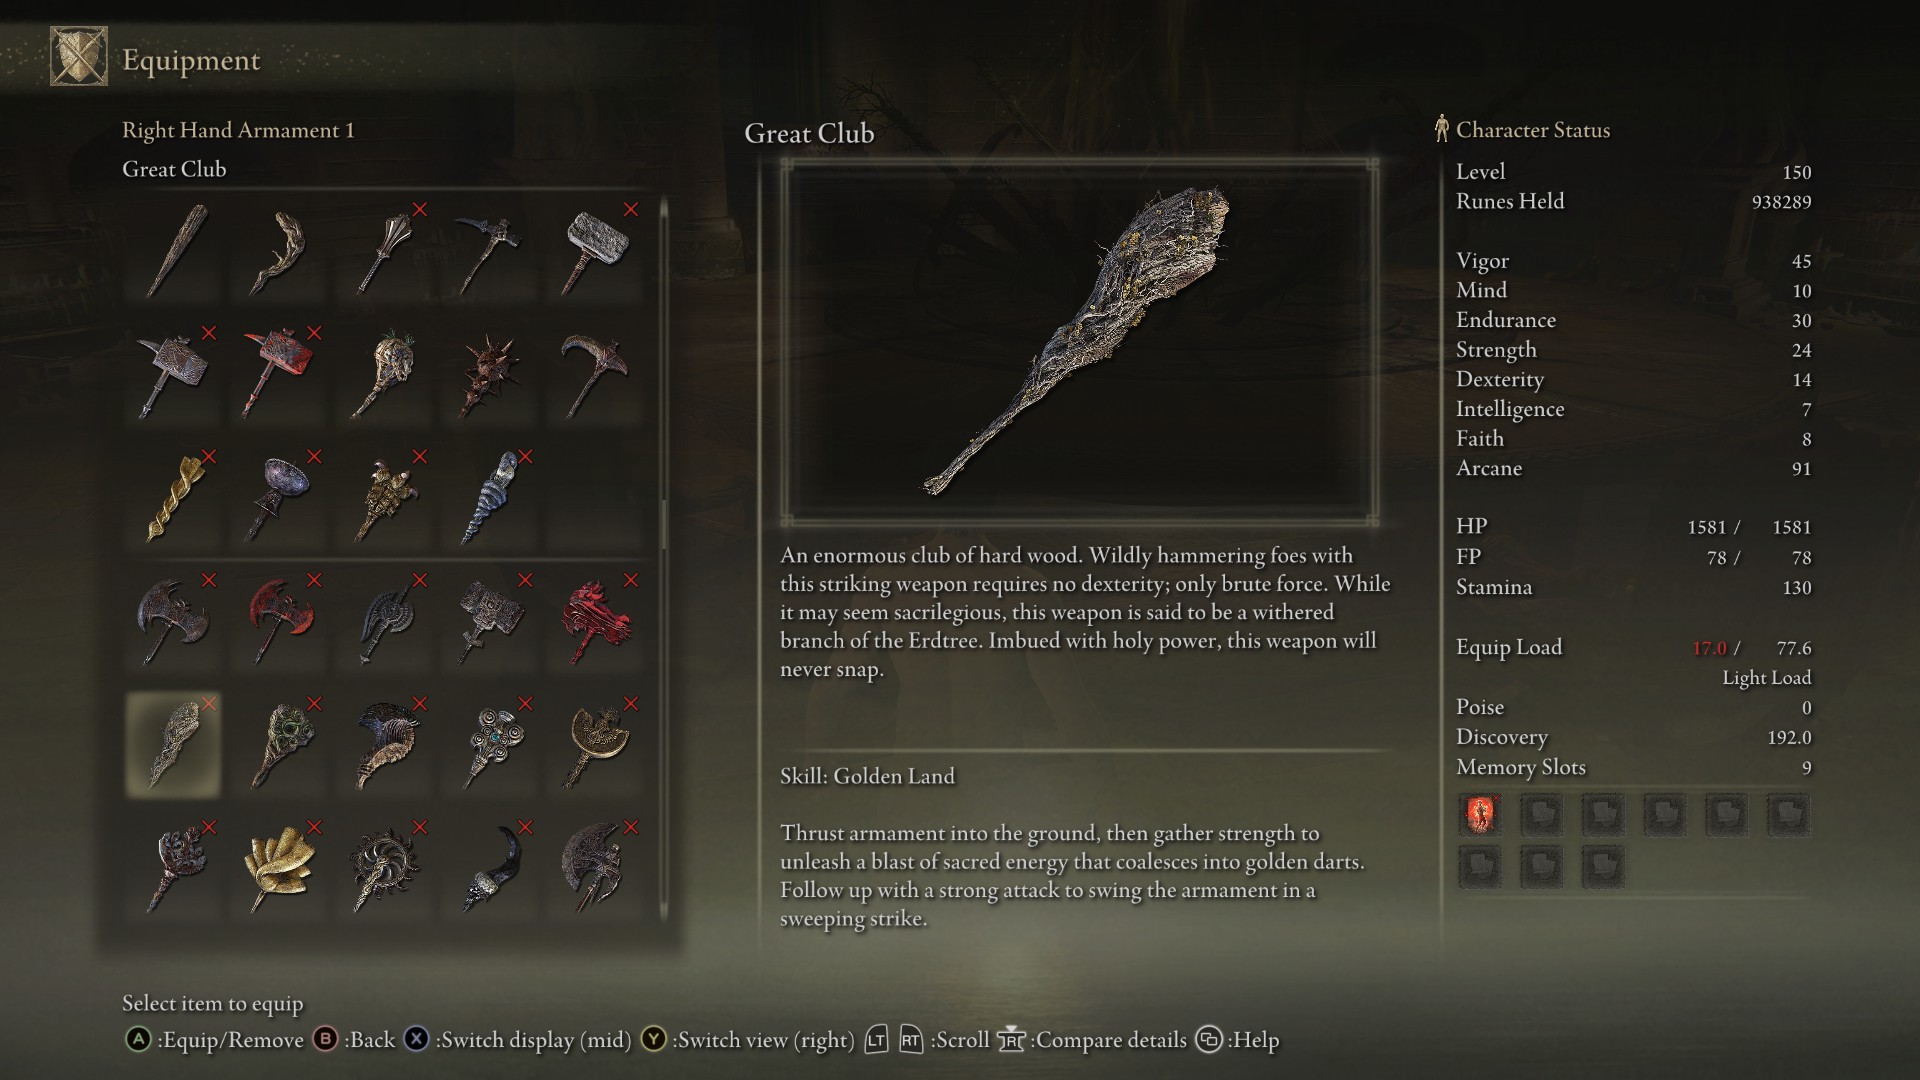 Equipment
Right Hand Armament 1
Great Club
Great Club
An enormous club of hard wood. Wildly hammering foes with
this striking weapon requires no dexterity; only brute force. While
it may seem sacrilegious, this weapon is said to be a withered
branch of the Erdtree. Imbued with holy power, this weapon will
never snap.
Skill: Golden Land
Thrust armament into the ground, then gather strength to
unleash a blast of sacred energy that coalesces into golden darts.
Follow up with a strong attack to swing the armament in a
sweeping strike.
Character Status
Level 150
Runes Held 938289
Vigor 45
Mind 10
Endurance 30
Strength 24
Dexterity 14
Intelligence 7
Faith 8
Arcane 91
HP 1581 / 1581
FP 78 / 78
Stamina 130
Equip Load 17.0 / 77.6
Light Load
Poise 0
Discovery 192.0
Memory Slots 9
Select item to equip
A :Equip/Remove B :Back X :Switch display (mid) Y :Switch view (right) LT RT :Scroll R :Compare details :Help